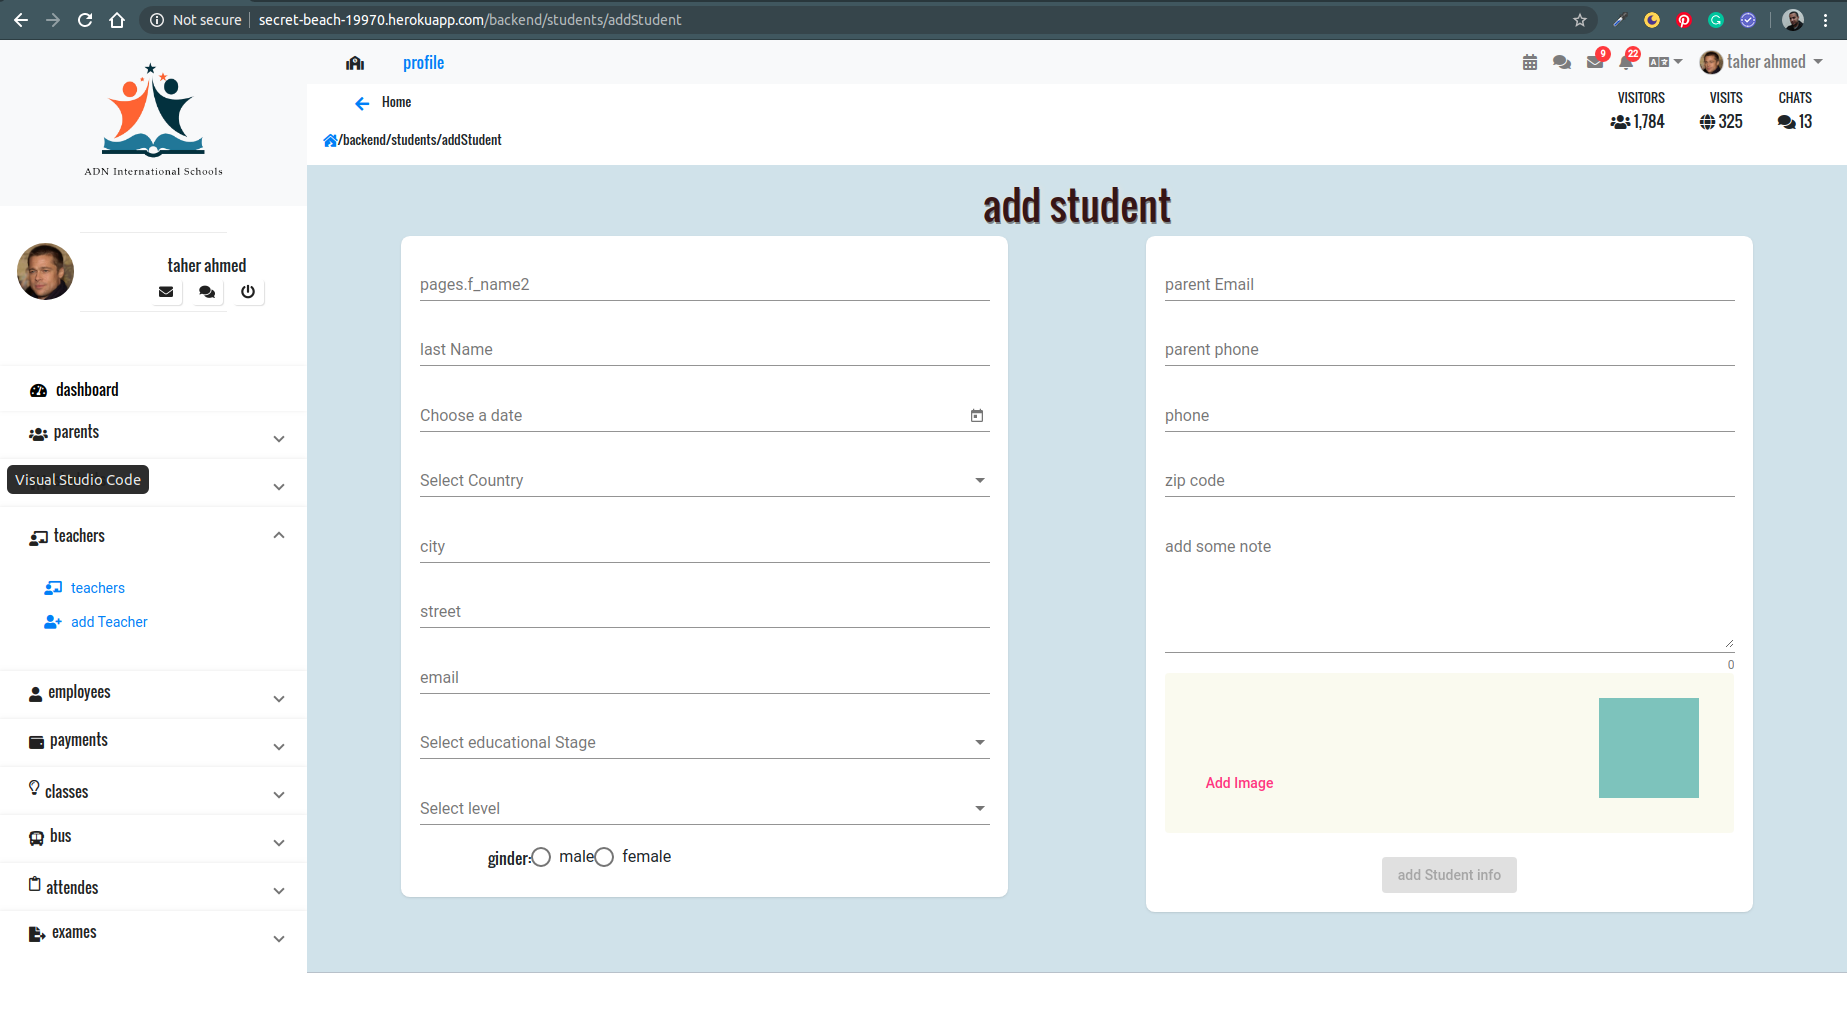 Not secure
secret-beach-19970.herokuapp.com/backend/students/addStudent
ADN International Schools
profile
9
22
taher ahmed
Home
/backend/students/addStudent
VISITORS
1,784
VISITS
325
CHATS
13
taher ahmed
dashboard
parents
Visual Studio Code
teachers
teachers
add Teacher
employees
payments
classes
bus
attendes
exames
add student
pages.f_name2
last Name
Choose a date
Select Country
city
street
email
Select educational Stage
Select level
ginder: male female
parent Email
parent phone
phone
zip code
add some note
0
Add Image
add Student info